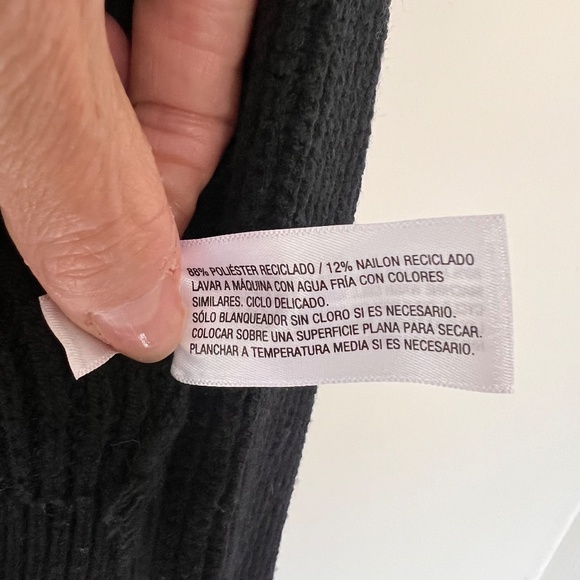 88% POLIÉSTER RECICLADO / 12% NAILON RECICLADO
LAVAR A MÁQUINA CON AGUA FRÍA CON COLORES
SIMILARES. CICLO DELICADO.
SÓLO BLANQUEADOR SIN CLORO SI ES NECESARIO.
COLOCAR SOBRE UNA SUPERFICIE PLANA PARA SECAR.
PLANCHAR A TEMPERATURA MEDIA SI ES NECESARIO.